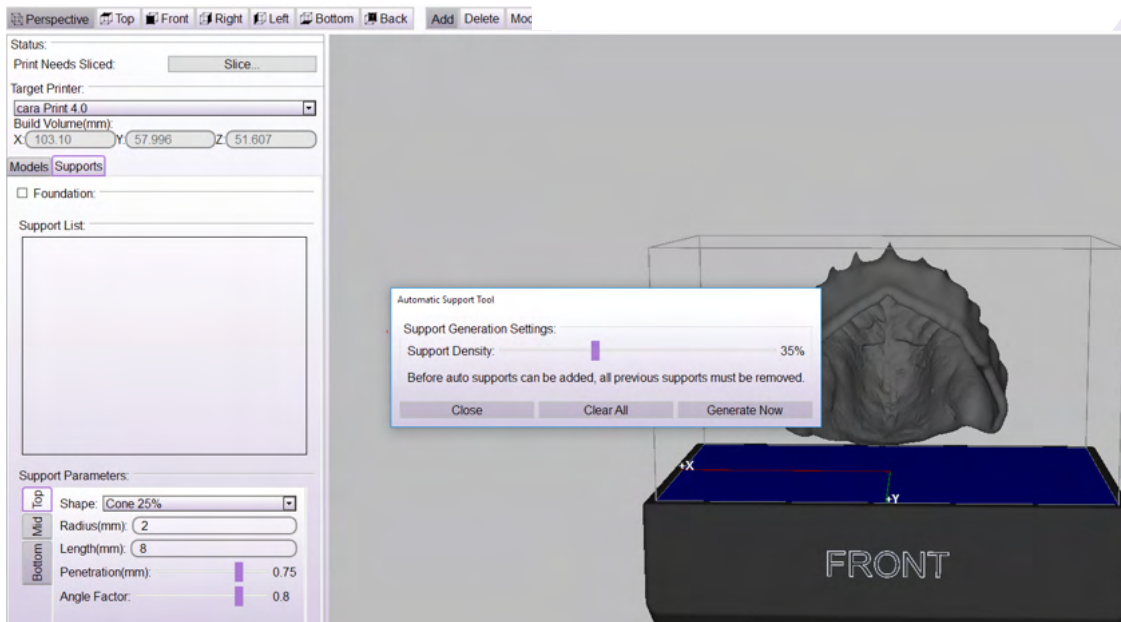 Perspective Top Front Right Left Bottom Back Add Delete
Status:
Print Needs Sliced: Slice...
Target Printer:
cara Print 4.0
Build Volume(mm):
X: 103.10 Y: 57.996 Z: 51.607
Models Supports
Foundation:
Support List:
Automatic Support Tool
Support Generation Settings:
Support Density: 35%
Before auto supports can be added, all previous supports must be removed.
Close Clear All Generate Now
+X
+Y
FRONT
Support Parameters:
Top
Mid
Bottom
Shape: Cone 25%
Radius(mm): 2
Length(mm): 8
Penetration(mm): 0.75
Angle Factor: 0.8